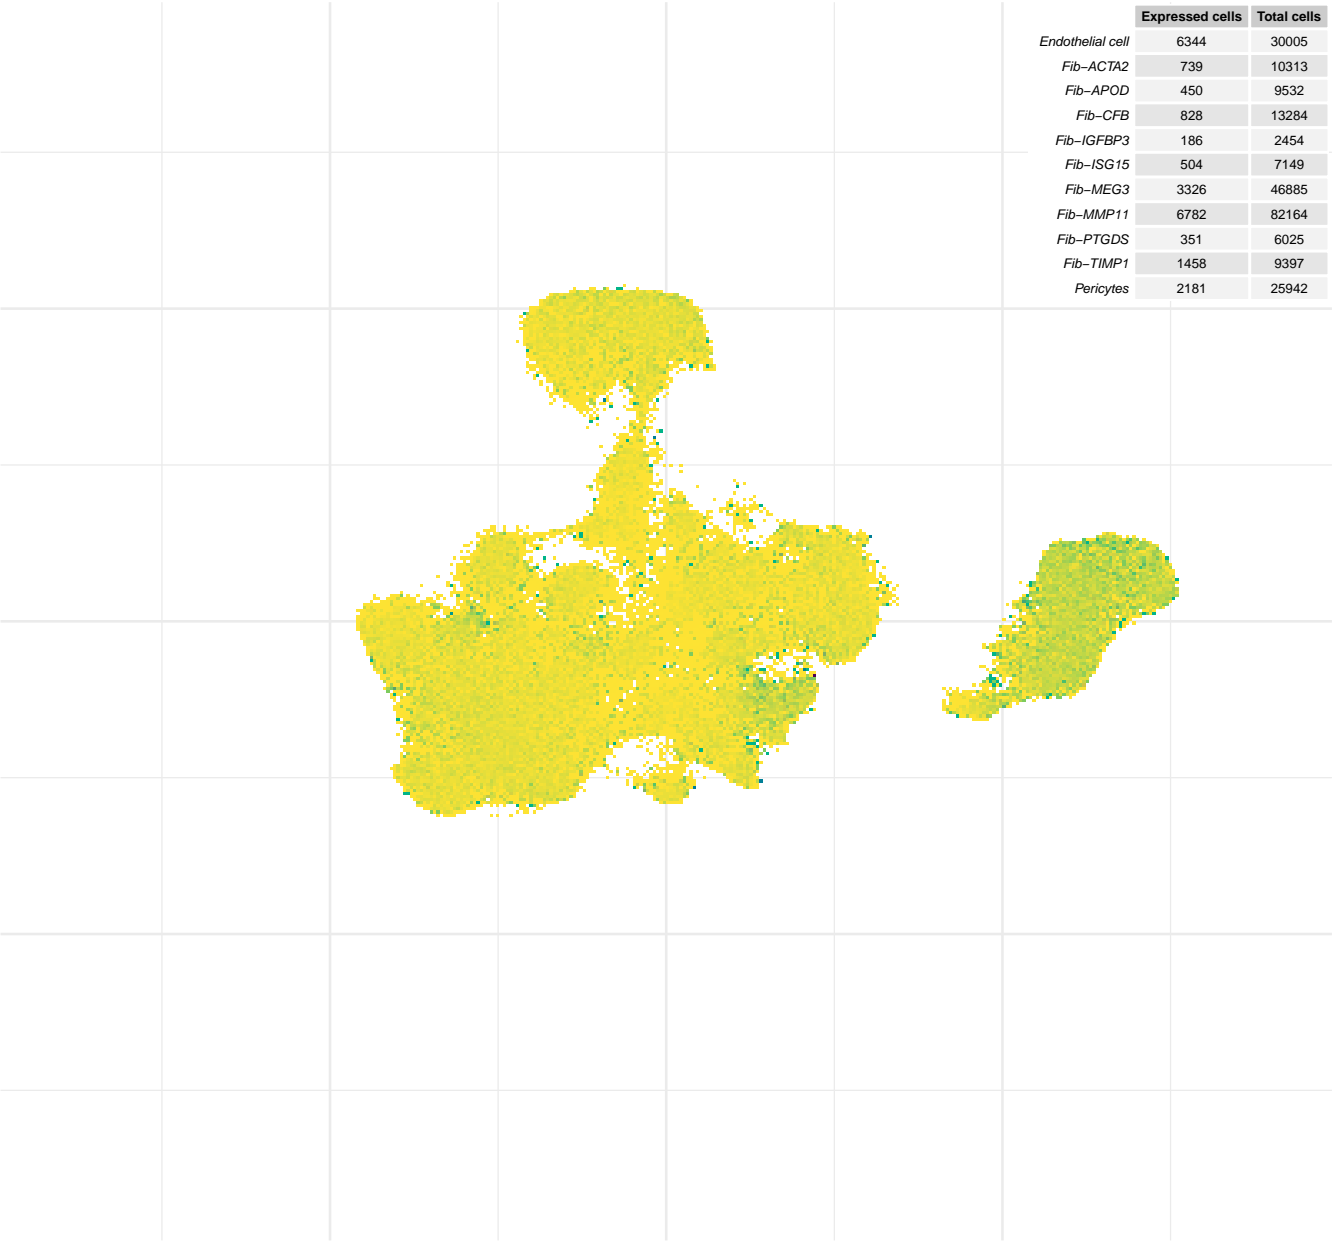 Expressed cells Total cells
Endothelial cell 6344 30005
Fib−ACTA2 739 10313
Fib−APOD 450 9532
Fib−CFB 828 13284
Fib−IGFBP3 186 2454
Fib−ISG15 504 7149
Fib−MEG3 3326 46885
Fib−MMP11 6782 82164
Fib−PTGDS 351 6025
Fib−TIMP1 1458 9397
Pericytes 2181 25942